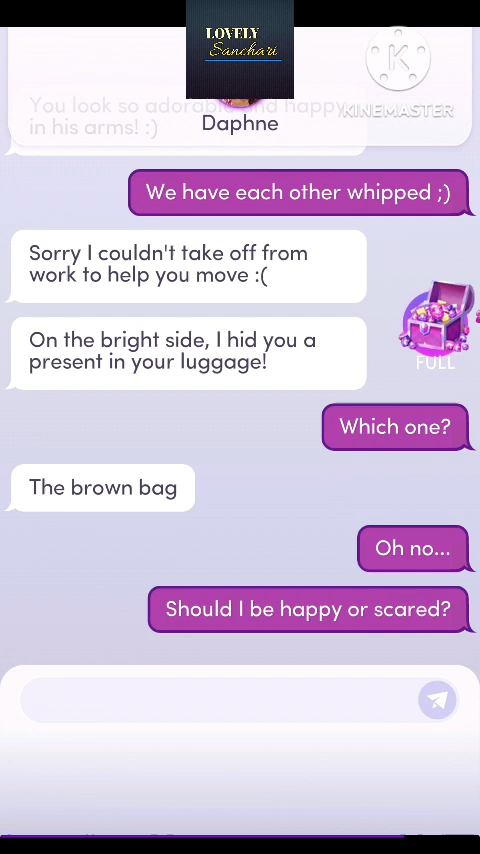 LOVELY
Sanchari
KINEMASTER
You look so adorable and happy
in his arms! :)
Daphne
We have each other whipped ;)
Sorry I couldn't take off from
work to help you move :(
On the bright side, I hid you a
present in your luggage!
FULL
Which one?
The brown bag
Oh no...
Should I be happy or scared?